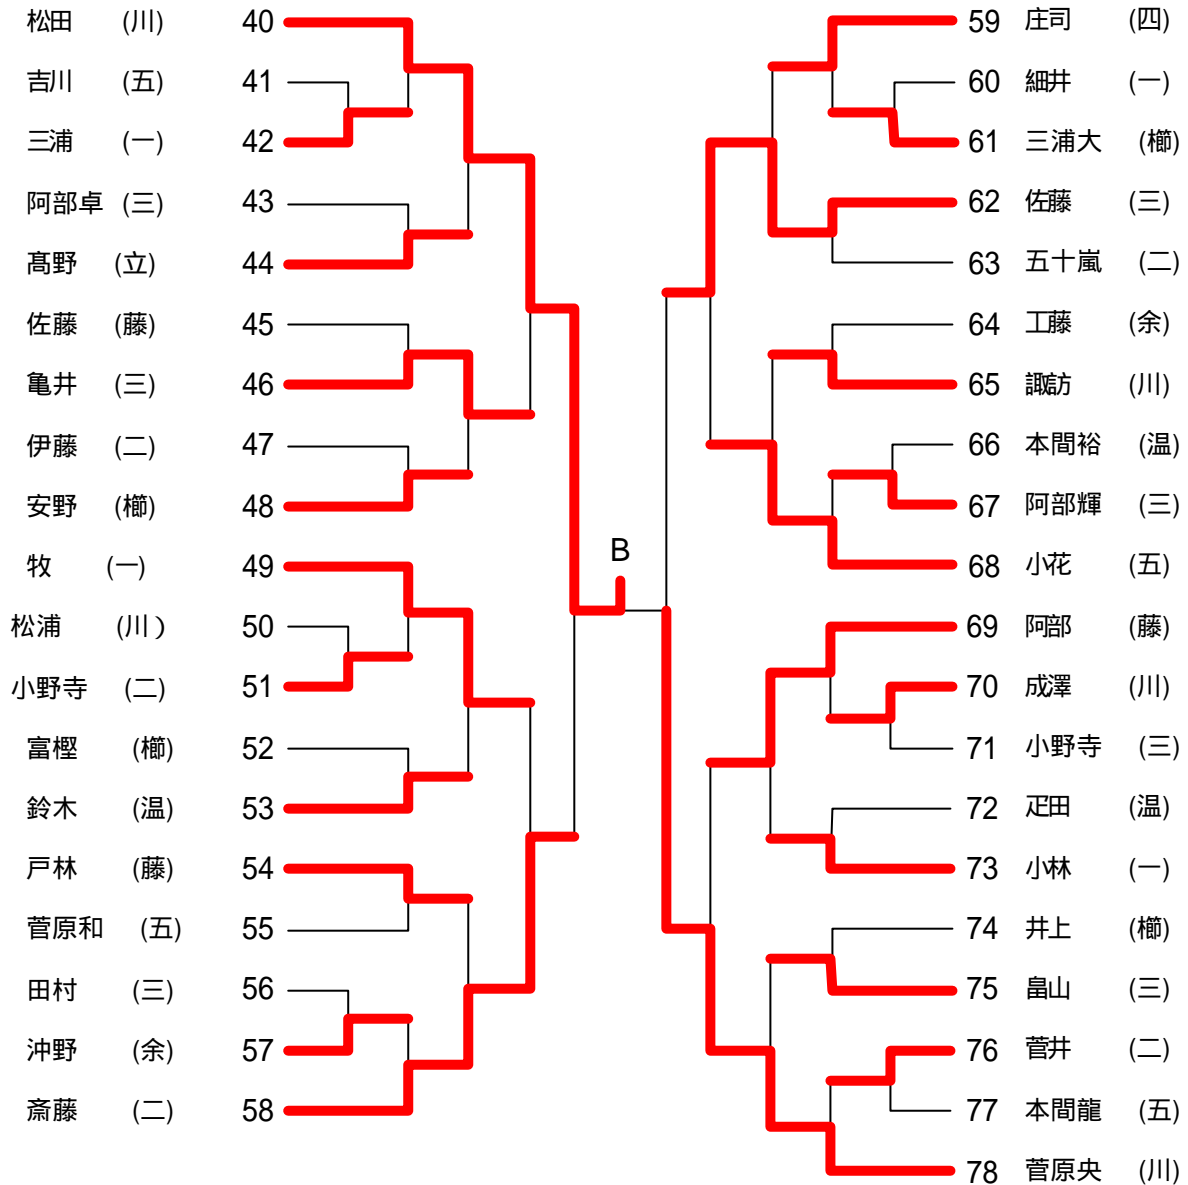 松田 (川) 40
吉川 (五) 41
三浦 (一) 42
阿部卓 (三) 43
髙野 (立) 44
佐藤 (藤) 45
亀井 (三) 46
伊藤 (二) 47
安野 (櫛) 48
牧 (一) 49
松浦 (川） 50
小野寺 (二) 51
富樫 (櫛) 52
鈴木 (温) 53
戸林 (藤) 54
菅原和 (五) 55
田村 (三) 56
沖野 (余) 57
斎藤 (二) 58
B
59 庄司 (四)
60 細井 (一)
61 三浦大 (櫛)
62 佐藤 (三)
63 五十嵐 (二)
64 工藤 (余)
65 諏訪 (川)
66 本間裕 (温)
67 阿部輝 (三)
68 小花 (五)
69 阿部 (藤)
70 成澤 (川)
71 小野寺 (三)
72 疋田 (温)
73 小林 (一)
74 井上 (櫛)
75 畠山 (三)
76 菅井 (二)
77 本間龍 (五)
78 菅原央 (川)